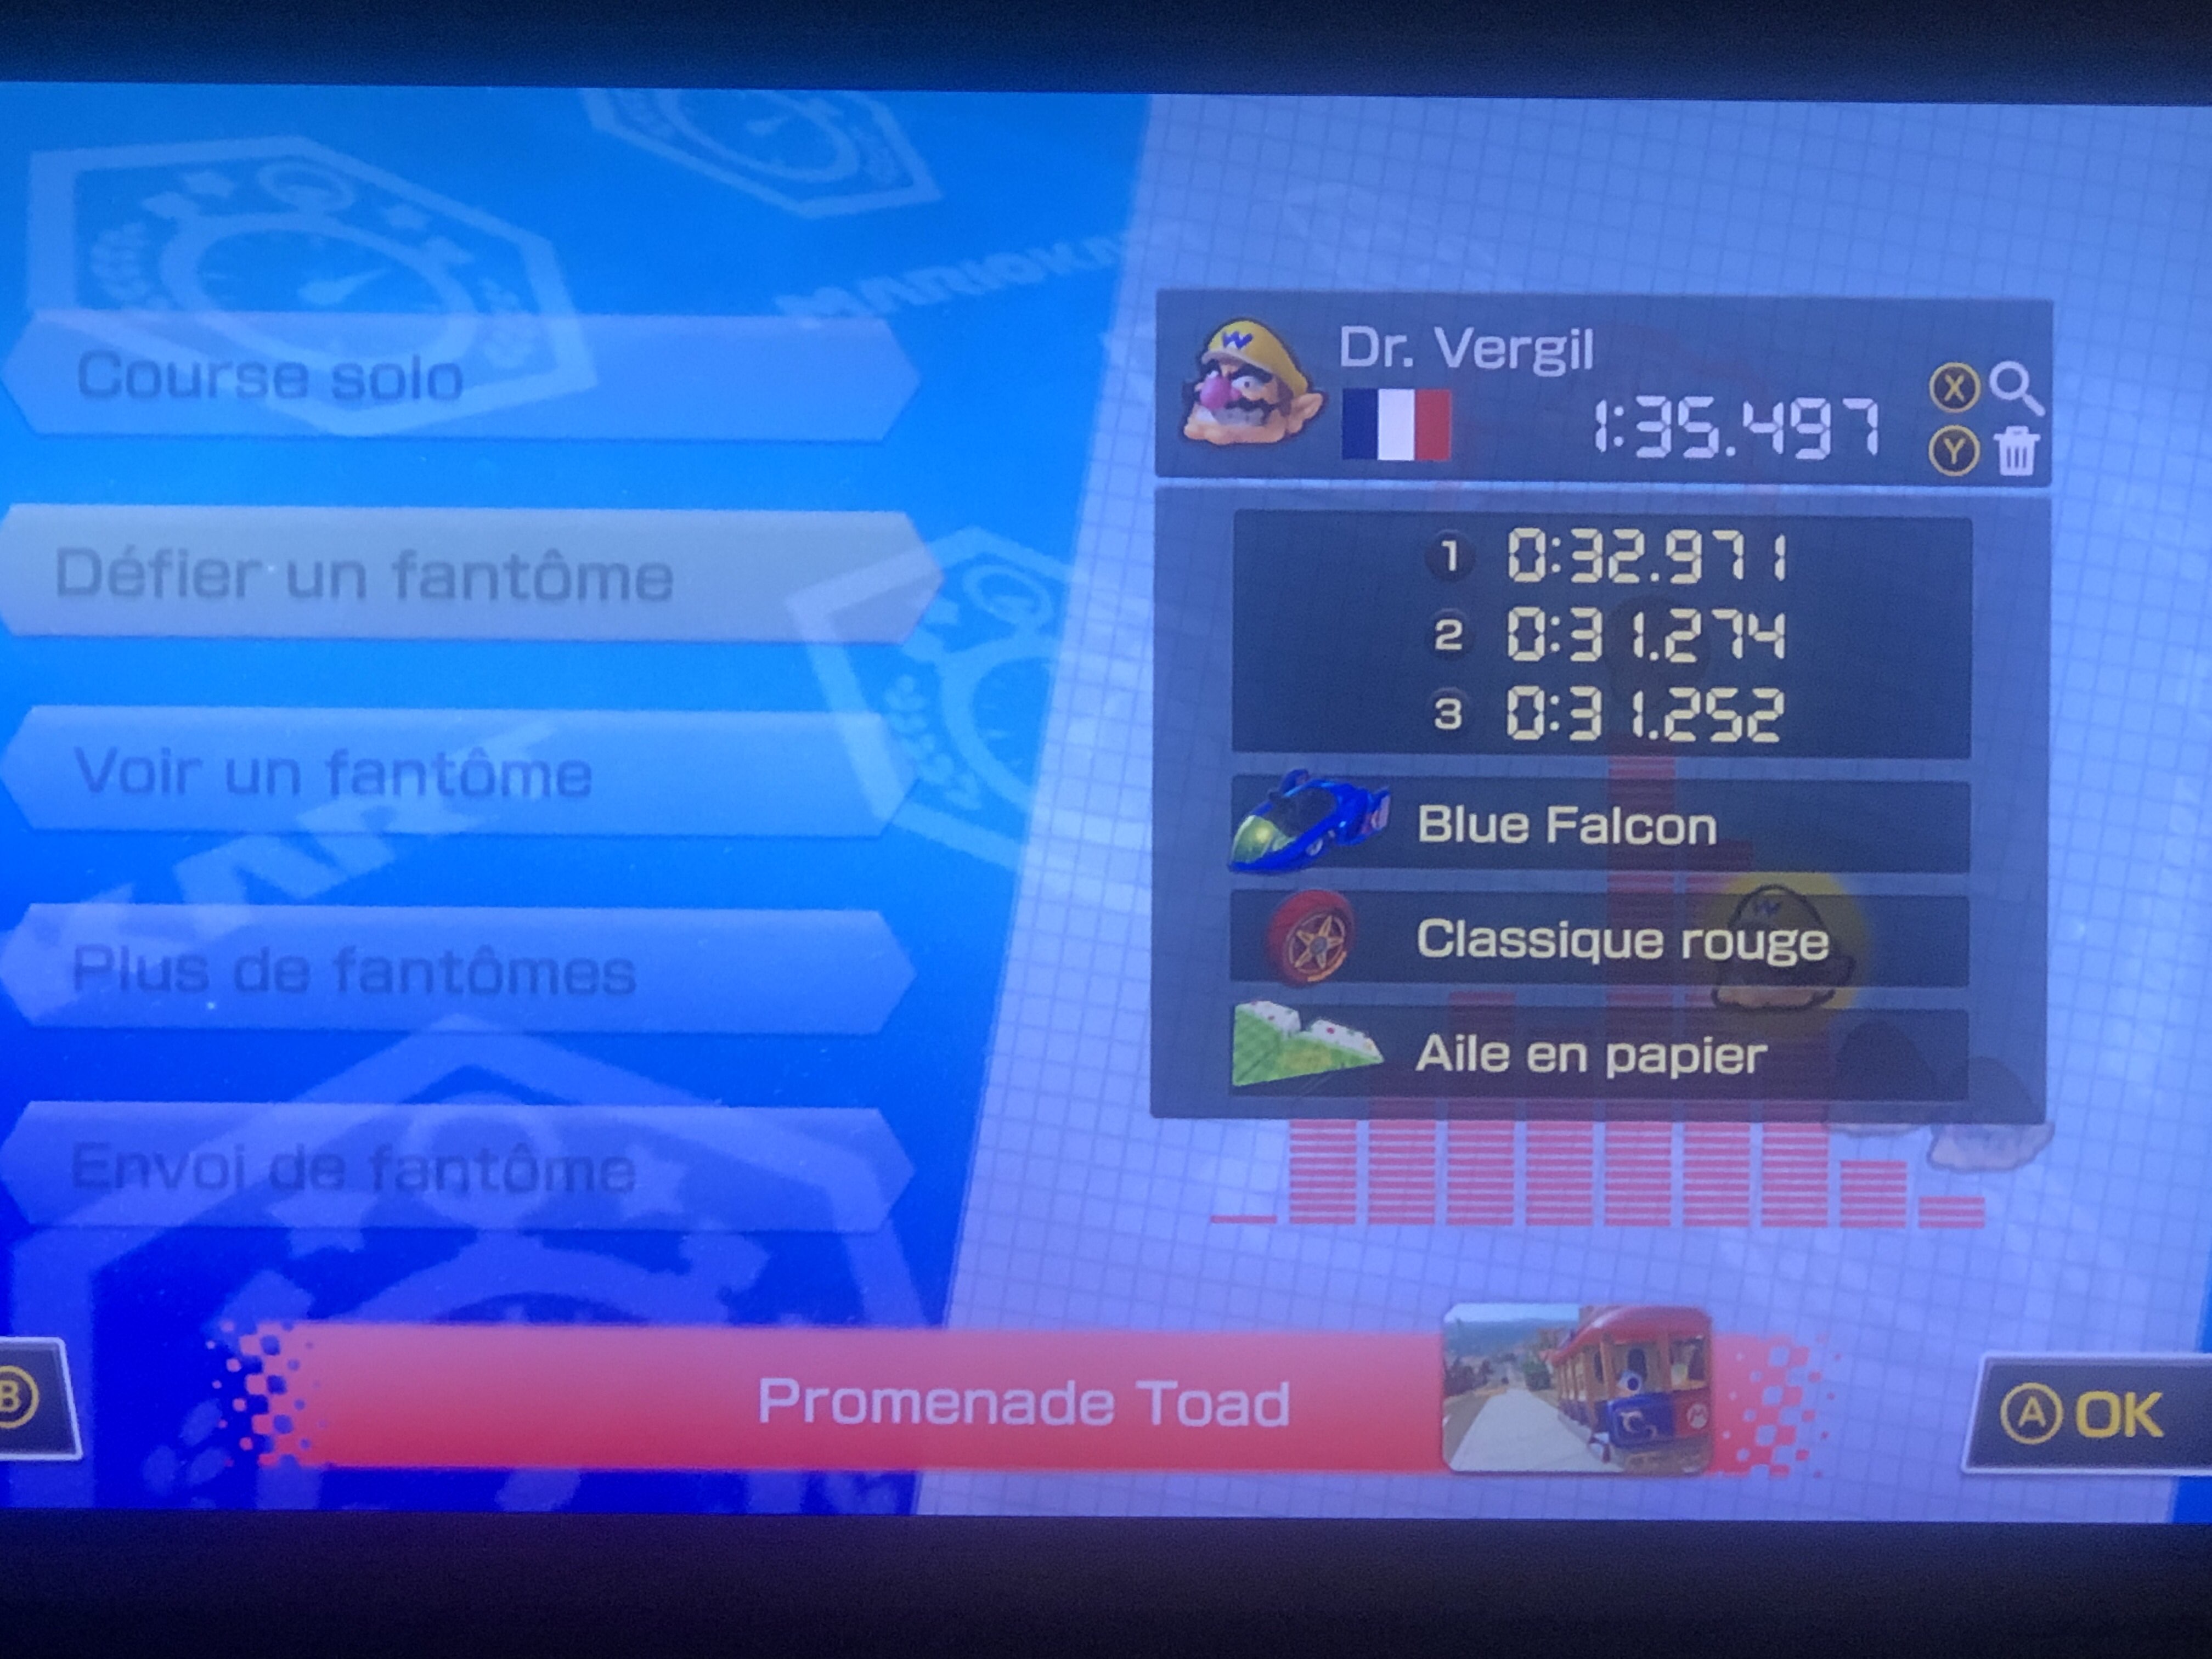 MARIOK
Course solo
Défier un fantôme
Voir un fantôme
KAR
Plus de fantômes
Envoi de fantôme
Dr. Vergil
1:35.497
X
Y
1 0:32.971
2 0:31.274
3 0:31.252
Blue Falcon
Classique rouge
Aile en papier
B
Promenade Toad
A OK